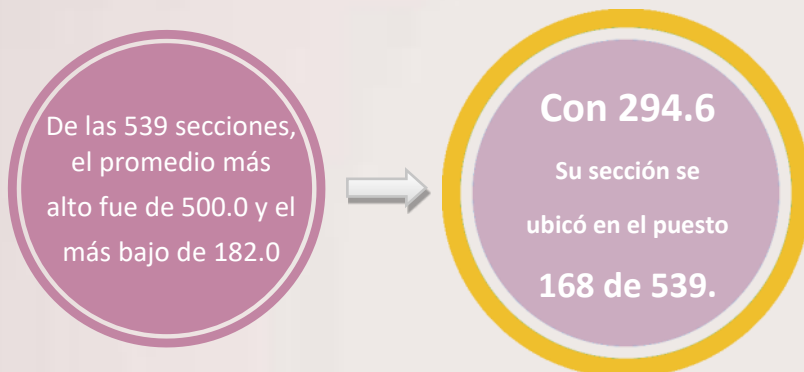 De las 539 secciones,
el promedio más
alto fue de 500.0 y el
más bajo de 182.0
Con 294.6
Su sección se
ubicó en el puesto
168 de 539.